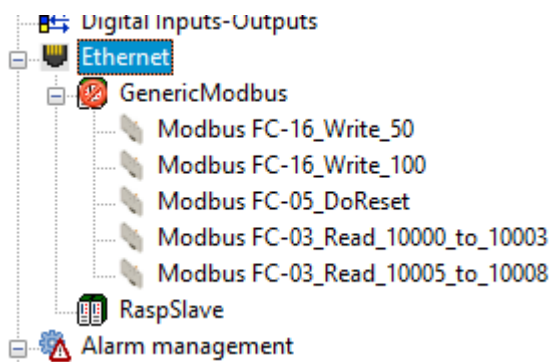 Digital Inputs-Outputs
Ethernet
GenericModbus
Modbus FC-16_Write_50
Modbus FC-16_Write_100
Modbus FC-05_DoReset
Modbus FC-03_Read_10000_to_10003
Modbus FC-03_Read_10005_to_10008
RaspSlave
Alarm management